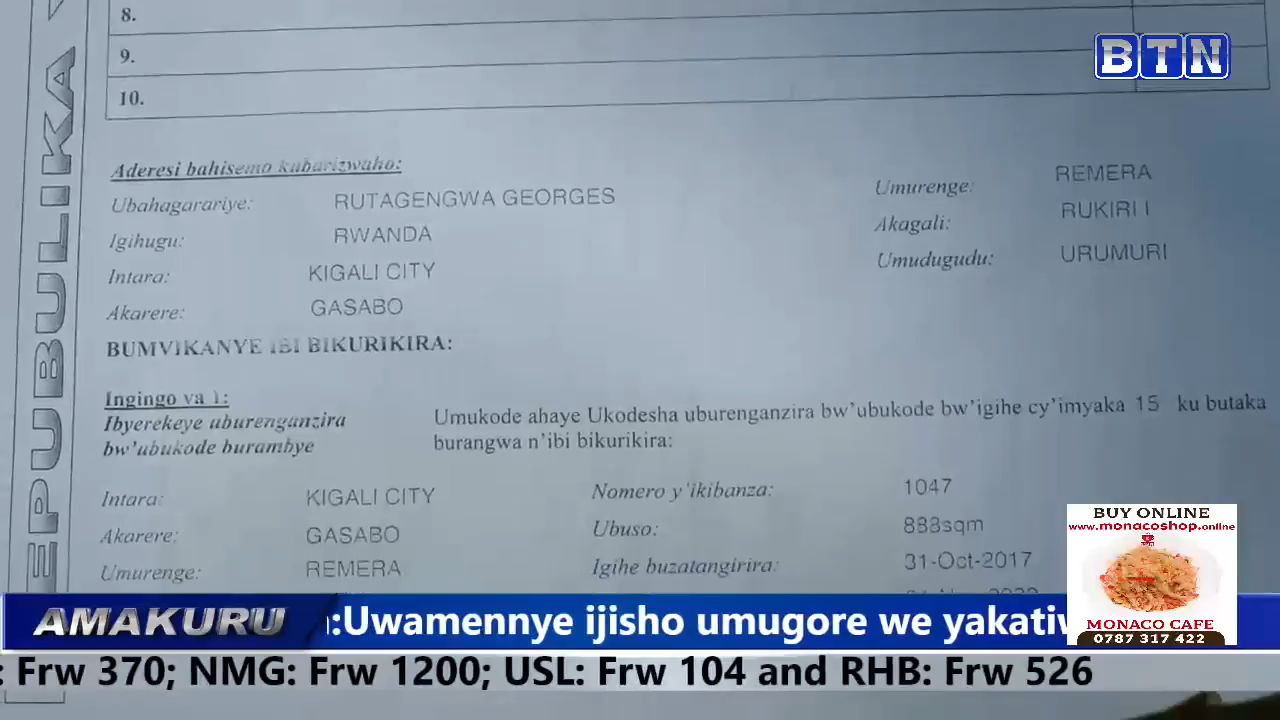 8.
9.
10.
BTN
EPUBULIKA
Aderesi bahisemo kubarizwaho:
Ubahagarariye: RUTAGENGWA GEORGES Umurenge: REMERA
Igihugu: RWANDA Akagali: RUKIRI I
Intara: KIGALI CITY Umudugudu: URUMURI
Akarere: GASABO
BUMVIKANYE IBI BIKURIKIRA:
Ingingo ya 1:
Ibyerekeye uburenganzira bw'ubukode burambye
Umukode ahaye Ukodesha uburenganzira bw'ubukode bw'igihe cy'imyaka 15 ku butaka
burangwa n'ibi bikurikira:
Intara: KIGALI CITY Nomero y'ikibanza: 1047
Akarere: GASABO Ubuso: 888sqm
Umurenge: REMERA Igihe buzatangirira: 31-Oct-2017
BUY ONLINE
www.monacoshop.online
MONACO CAFE
0787 317 422
AMAKURU :Uwamennye ijisho umugore we yakatiw
: Frw 370; NMG: Frw 1200; USL: Frw 104 and RHB: Frw 526